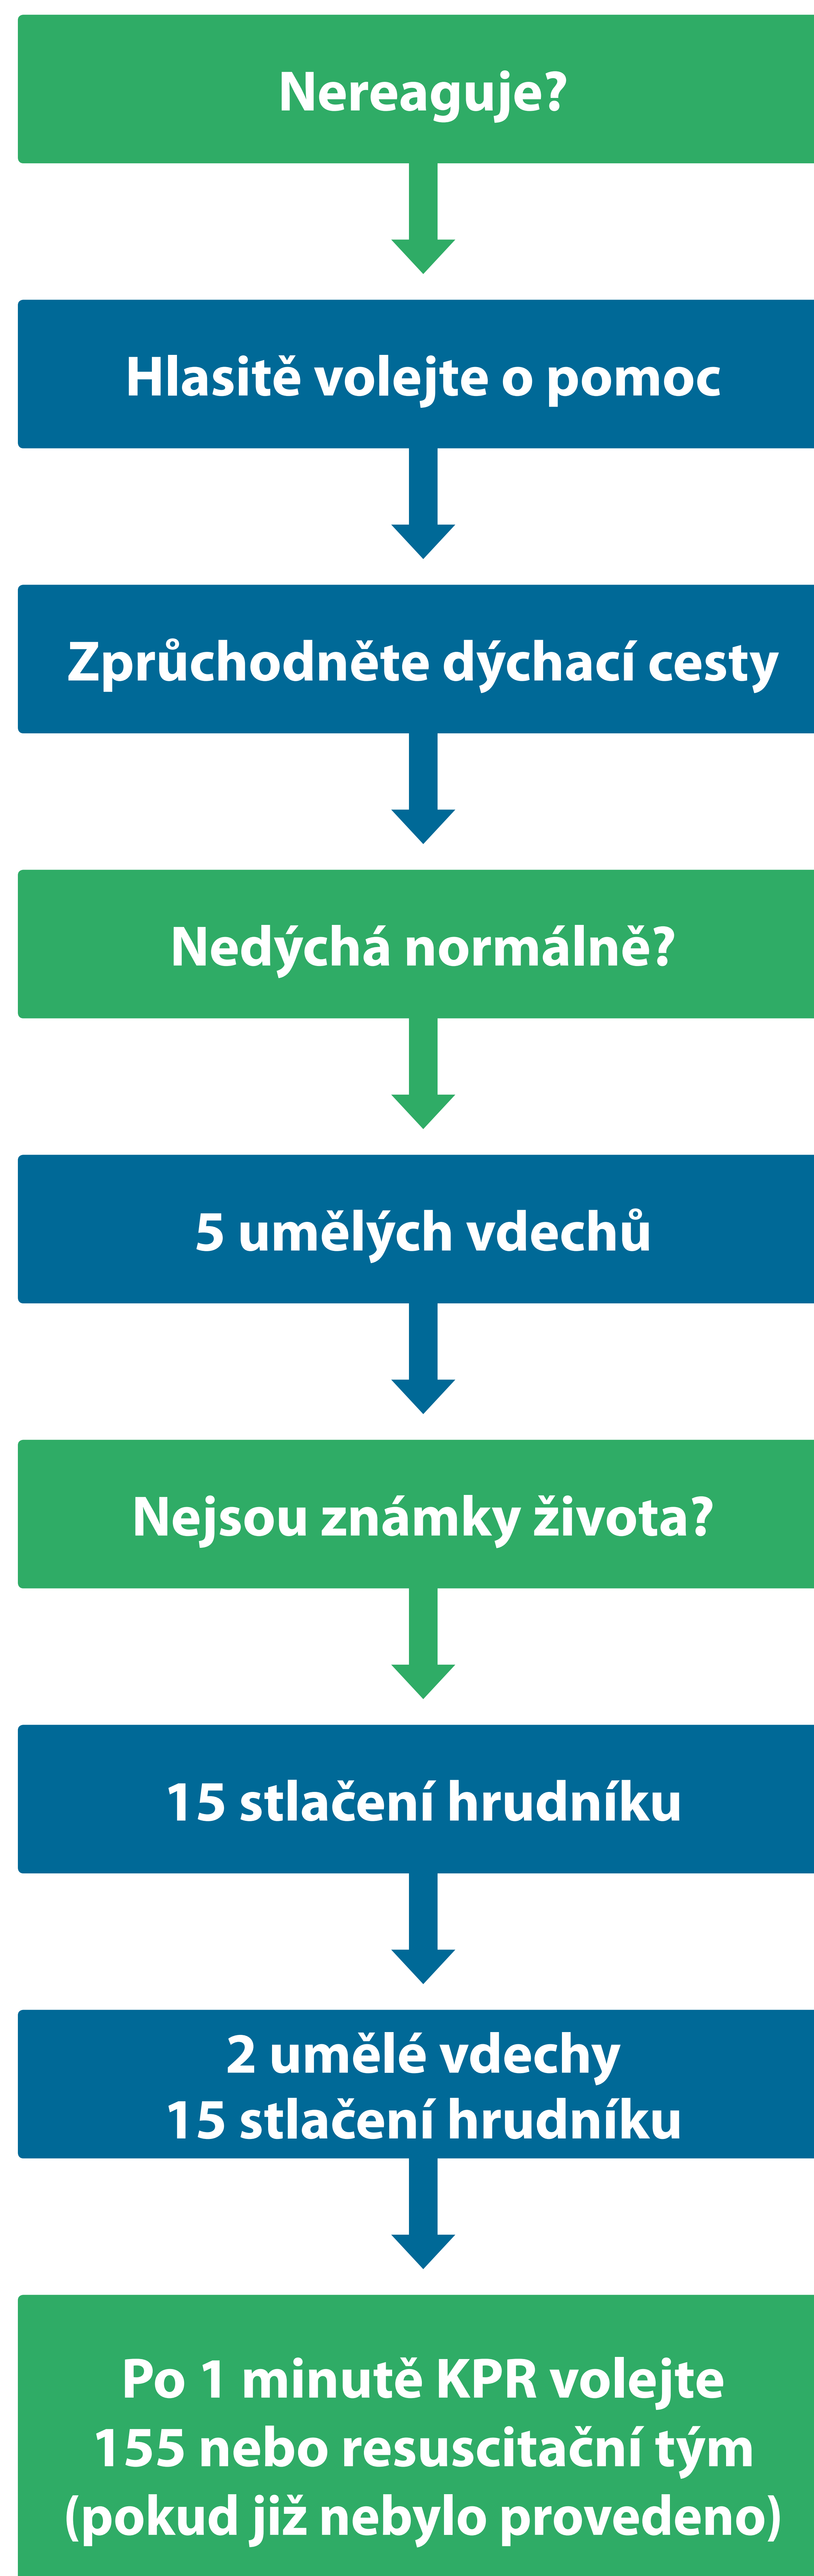 Nereaguje?
Hlasitě volejte o pomoc
Zprůchodněte dýchací cesty
Nedýchá normálně?
5 umělých vdechů
Nejsou známky života?
15 stlačení hrudníku
2 umělé vdechy
15 stlačení hrudníku
Po 1 minutě KPR volejte
155 nebo resuscitační tým
(pokud již nebylo provedeno)